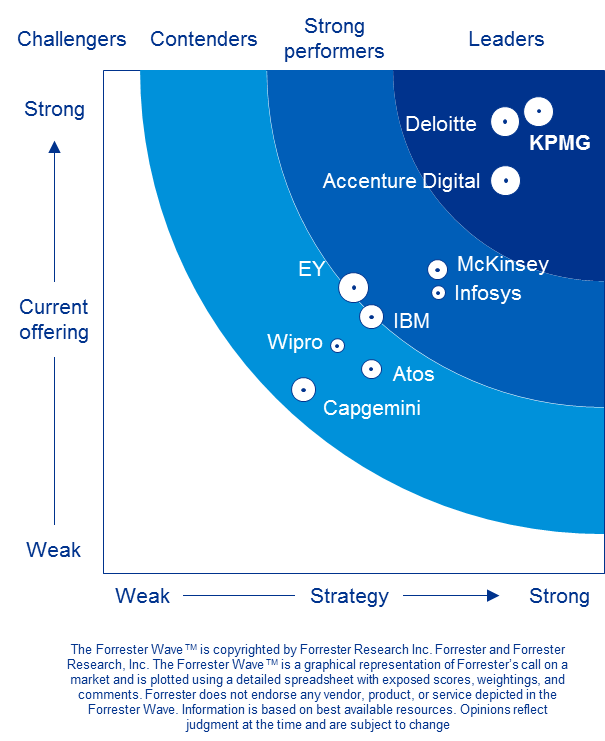 Challengers
Contenders
Strong
performers
Leaders
Strong
Deloitte
KPMG
Accenture Digital
McKinsey
EY
Infosys
Current
offering
IBM
Wipro
Atos
Capgemini
Weak
Weak
Strategy
Strong
The Forrester Wave™ is copyrighted by Forrester Research Inc. Forrester and Forrester
Research, Inc. The Forrester Wave™ is a graphical representation of Forrester's call on a
market and is plotted using a detailed spreadsheet with exposed scores, weightings, and
comments. Forrester does not endorse any vendor, product, or service depicted in the
Forrester Wave. Information is based on best available resources. Opinions reflect
judgment at the time and are subject to change